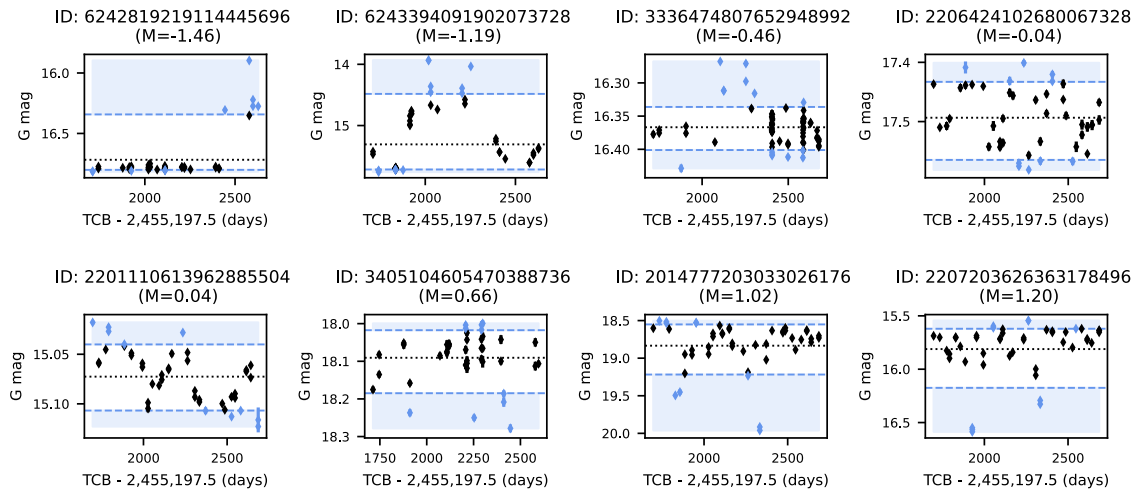 ID: 6242819219114445696
(M=-1.46)
G mag
16.0
16.5
2000
2500
TCB - 2,455,197.5 (days)
ID: 6243394091902073728
(M=-1.19)
G mag
14
15
2000
2500
TCB - 2,455,197.5 (days)
ID: 3336474807652948992
(M=-0.46)
G mag
16.30
16.35
16.40
2000
2500
TCB - 2,455,197.5 (days)
ID: 2206424102680067328
(M=-0.04)
G mag
17.4
17.5
2000
2500
TCB - 2,455,197.5 (days)
ID: 2201110613962885504
(M=0.04)
G mag
15.05
15.10
2000
2500
TCB - 2,455,197.5 (days)
ID: 3405104605470388736
(M=0.66)
G mag
18.0
18.1
18.2
18.3
1750
2000
2250
2500
TCB - 2,455,197.5 (days)
ID: 2014777203033026176
(M=1.02)
G mag
18.5
19.0
19.5
20.0
2000
2500
TCB - 2,455,197.5 (days)
ID: 2207203626363178496
(M=1.20)
G mag
15.5
16.0
16.5
2000
2500
TCB - 2,455,197.5 (days)